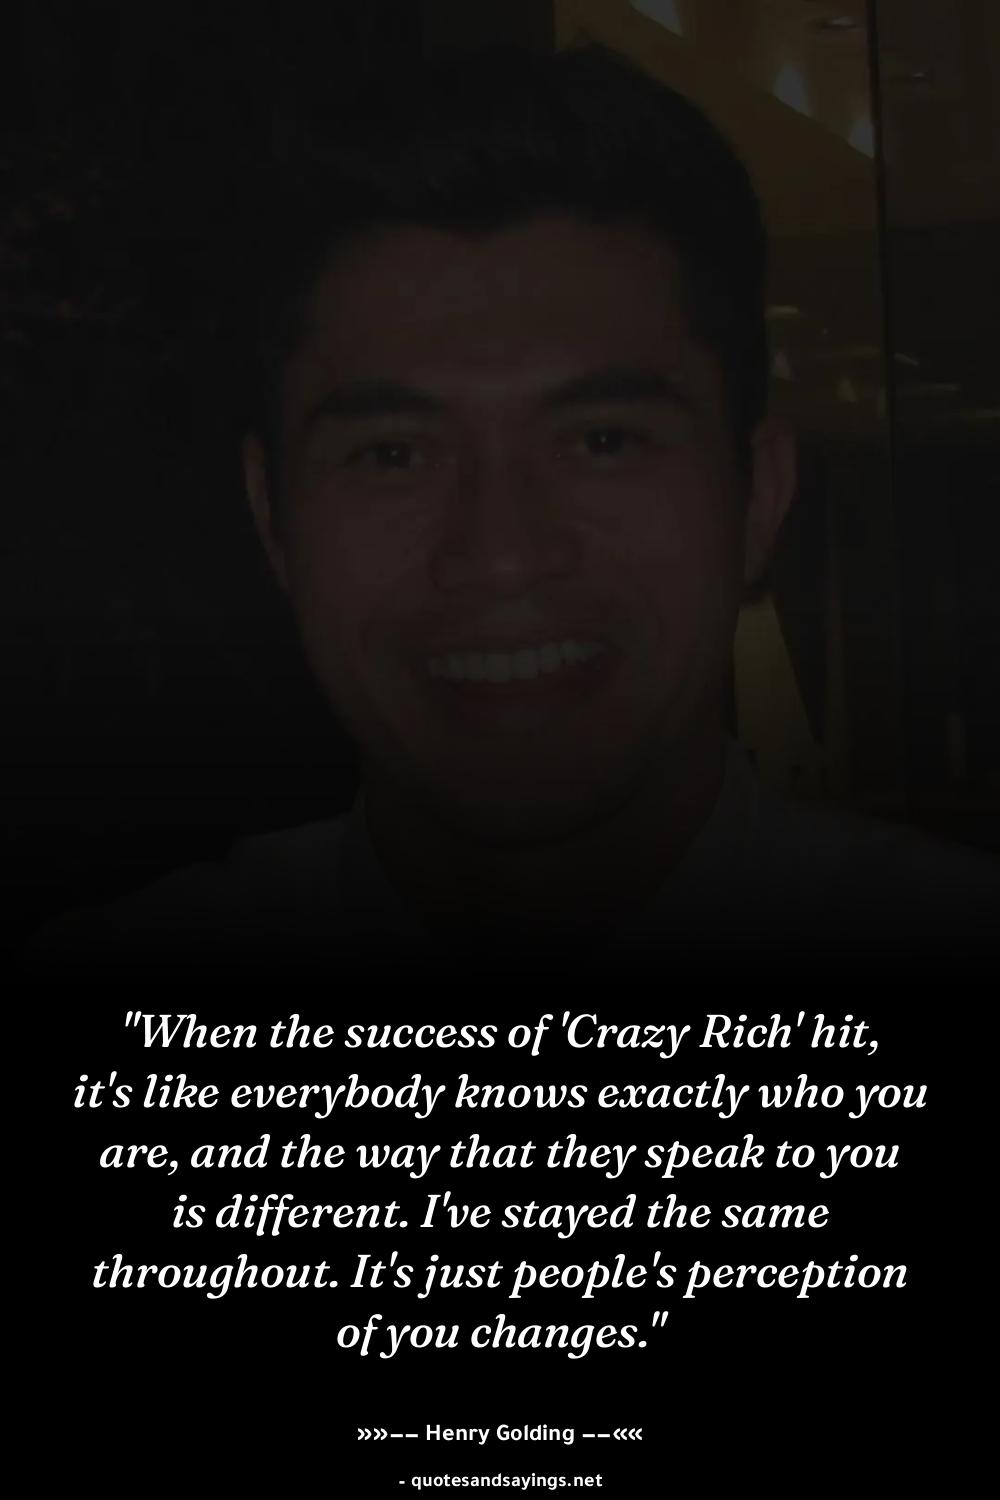 "When the success of 'Crazy Rich' hit,
it's like everybody knows exactly who you
are, and the way that they speak to you
is different. I've stayed the same
throughout. It's just people's perception
of you changes."
»»−− Henry Golding −−««
- quotesandsayings.net